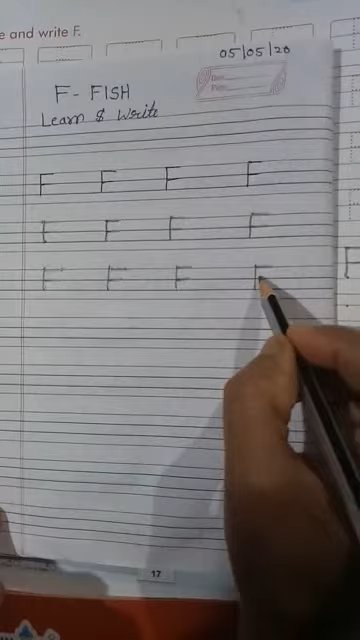 e and write F.
05/05/20
F - FISH
Learn & Write
F F F F
F F F F
F F F F
F
17